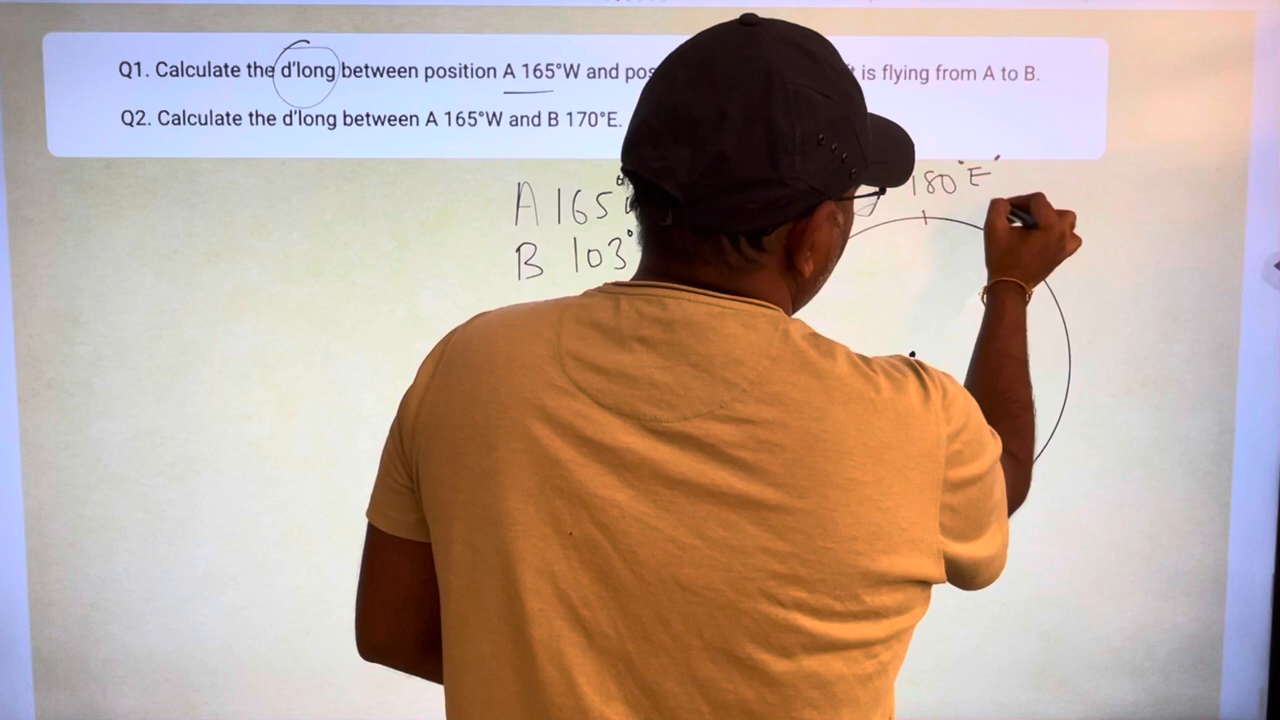 Q1. Calculate the d'long between position A 165°W and is flying from A to B.
Q2. Calculate the d'long between A 165°W and B 170°E.
180°E
A 165°
B 103°